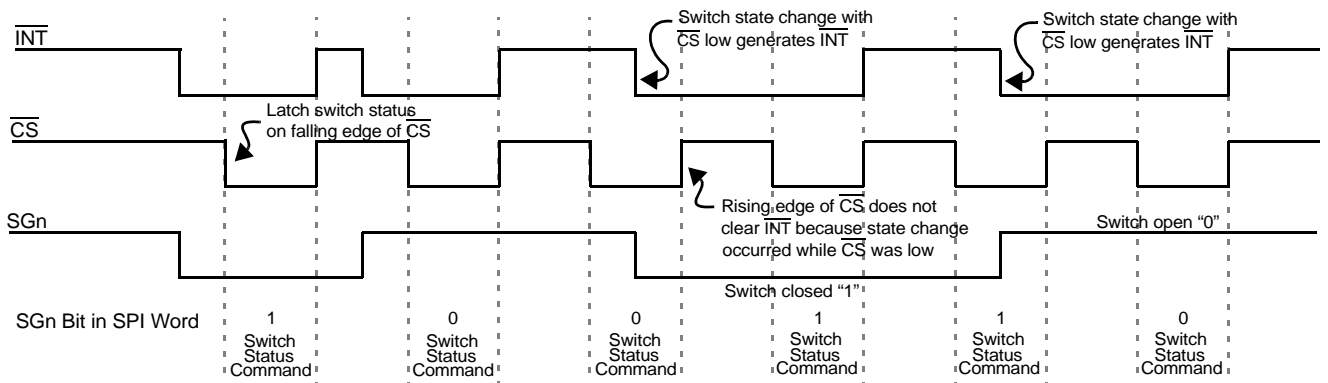 INT
Switch state change with
CS low generates INT
Switch state change with
CS low generates INT
Latch switch status
on falling edge of CS
CS
Rising edge of CS does not
clear INT because state change
occurred while CS was low
SGn
Switch open “0”
Switch closed “1”
SGn Bit in SPI Word
1
Switch
Status
Command
0
Switch
Status
Command
0
Switch
Status
Command
1
Switch
Status
Command
1
Switch
Status
Command
0
Switch
Status
Command